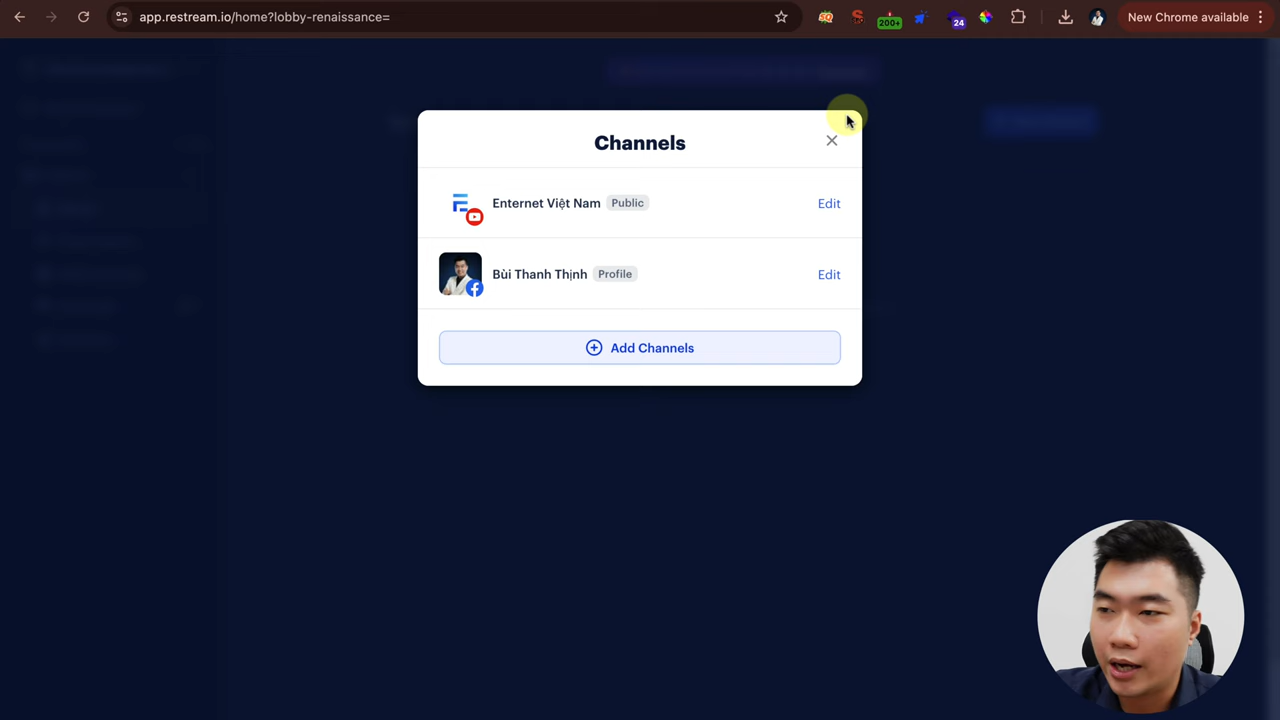 app.restream.io/home?lobby-renaissance=
200+
24
New Chrome available
Channels
Enternet Việt Nam Public
Edit
Bùi Thanh Thịnh Profile
Edit
Add Channels